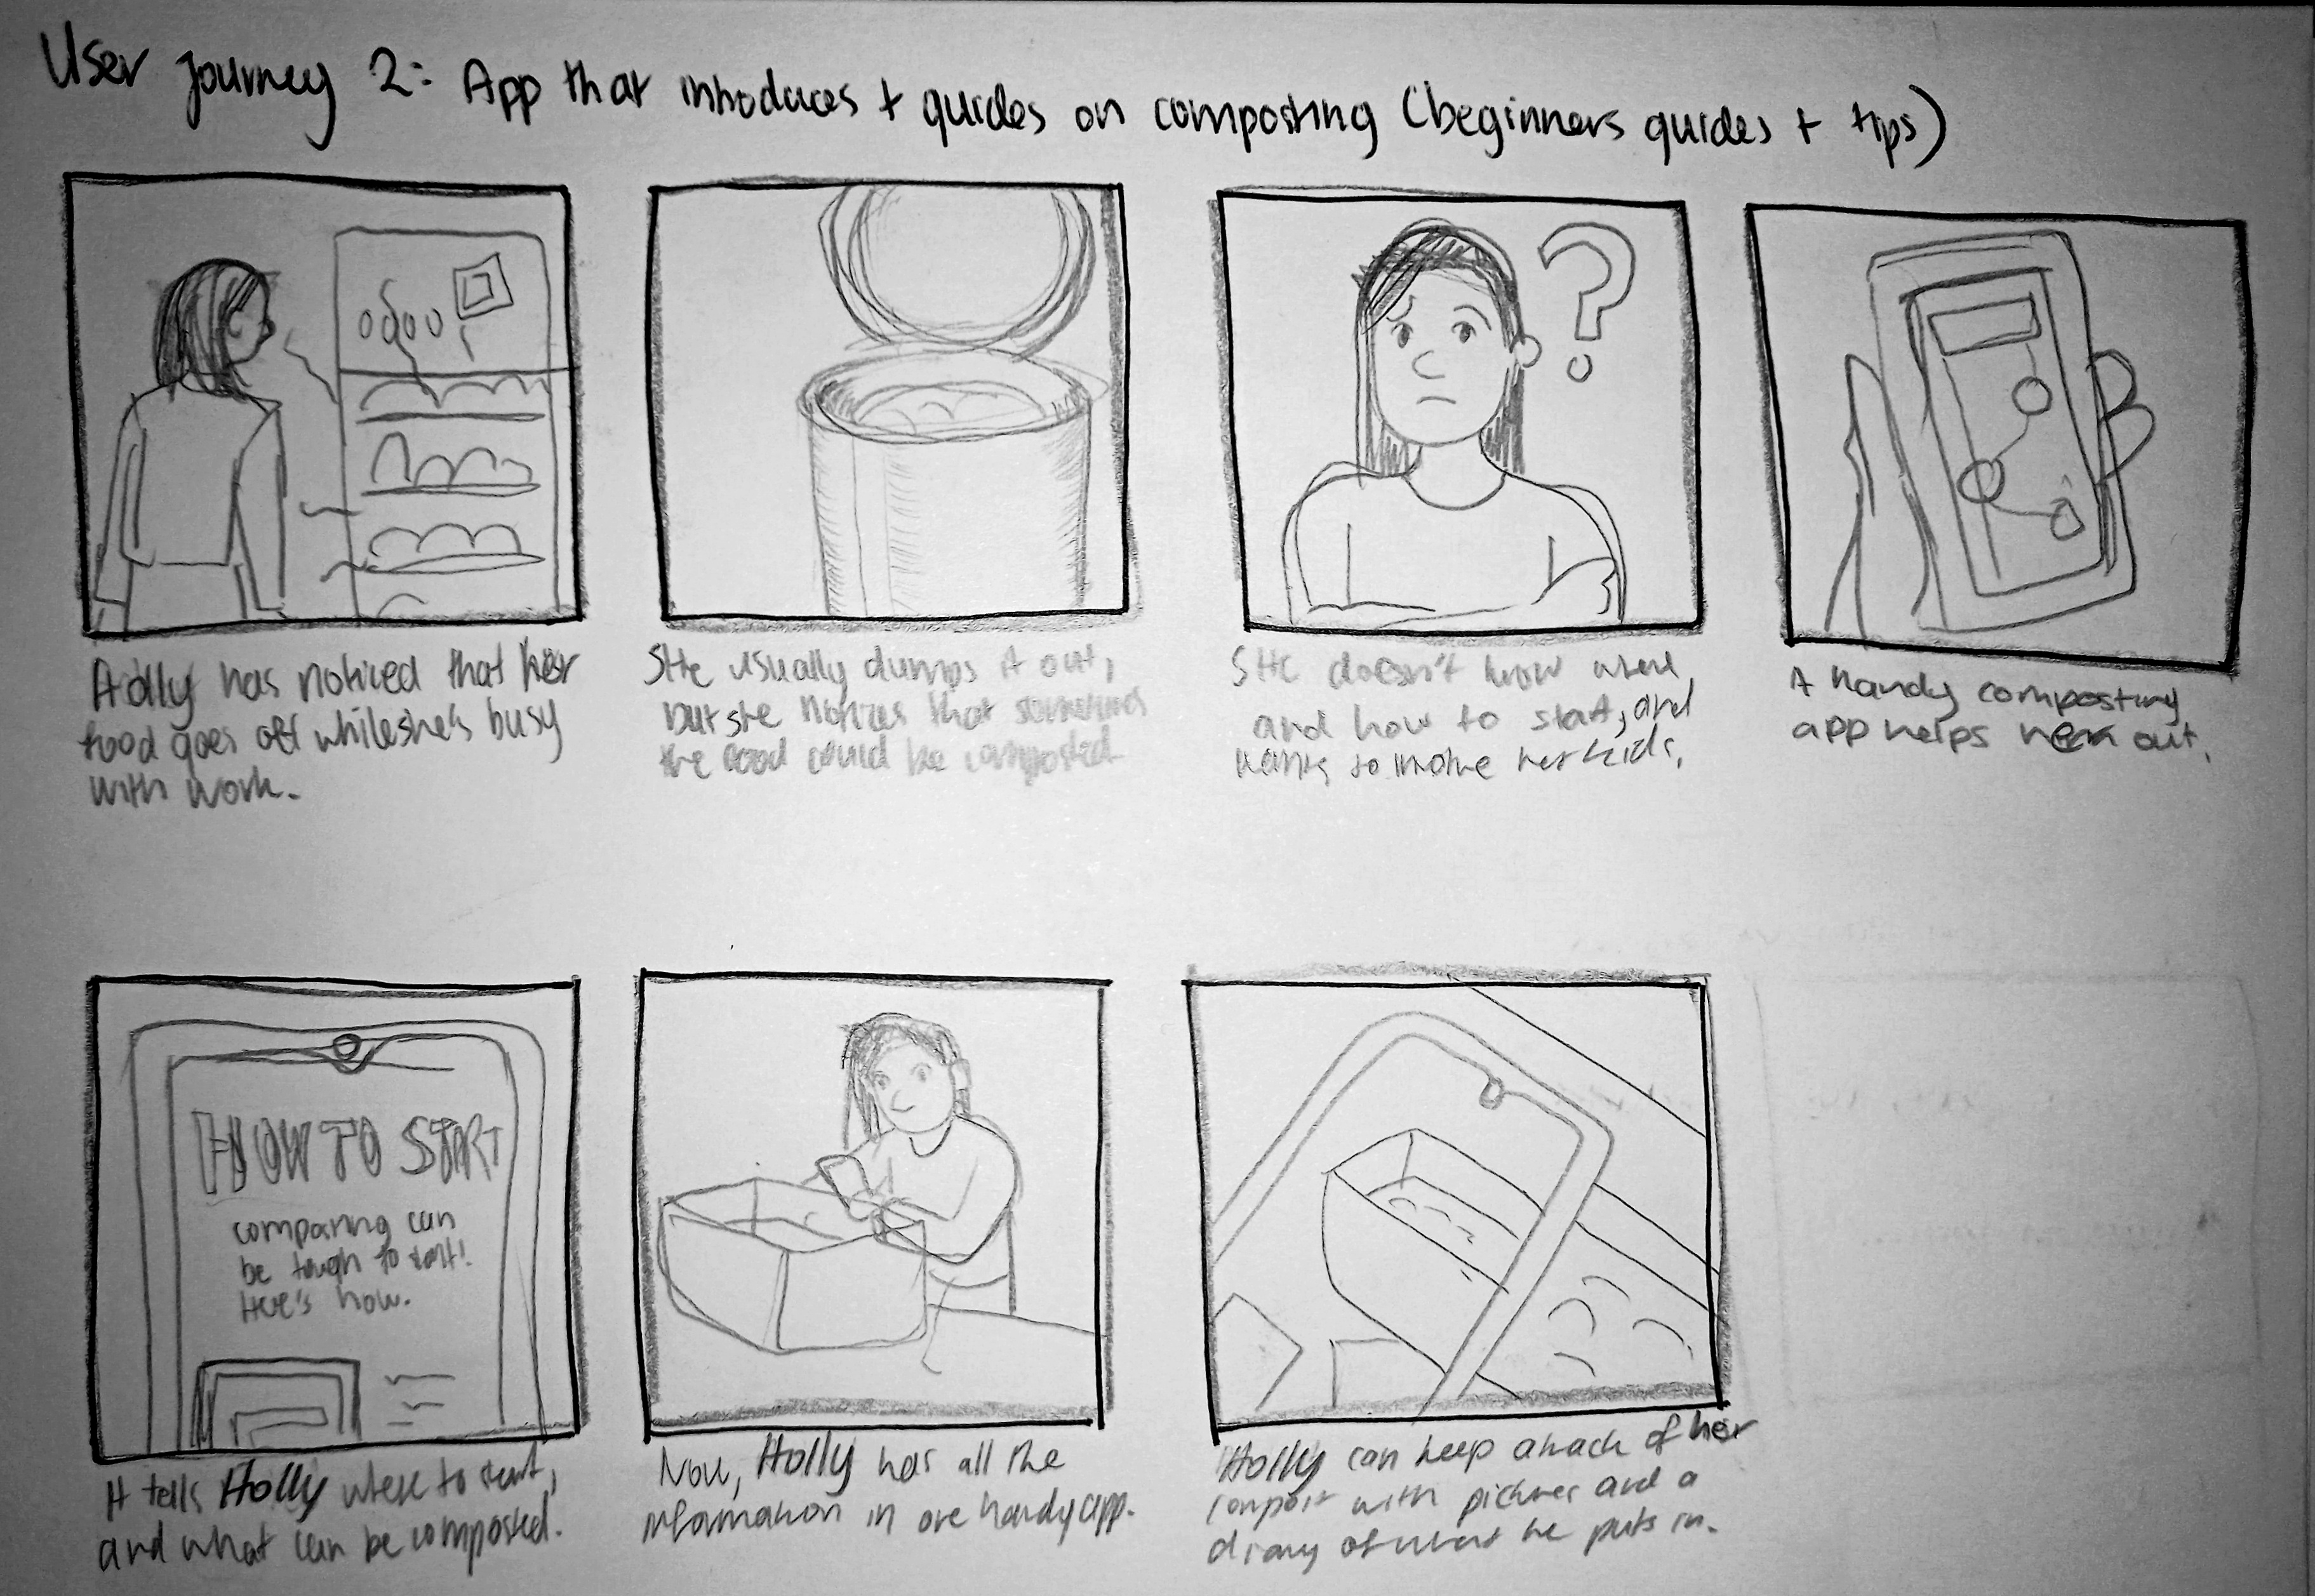 User journey 2: App that introduces + guides on composting (beginners guides + tips)
Holly has noticed that her
food goes off while she's busy
with work.
SHe usually dumps it out,
but she notices that sometimes
the food could be composted
SHe doesn't know where,
and how to start, and
wants to involve her kids.
A handy composting
app helps her out.
HOW TO START
composting can
be tough to start!
Here's how.
It tells Holly where to start,
and what can be composted.
Now, Holly has all the
information in one handy app.
Holly can keep a track of her
compost with pictures and a
diary of what he puts in.